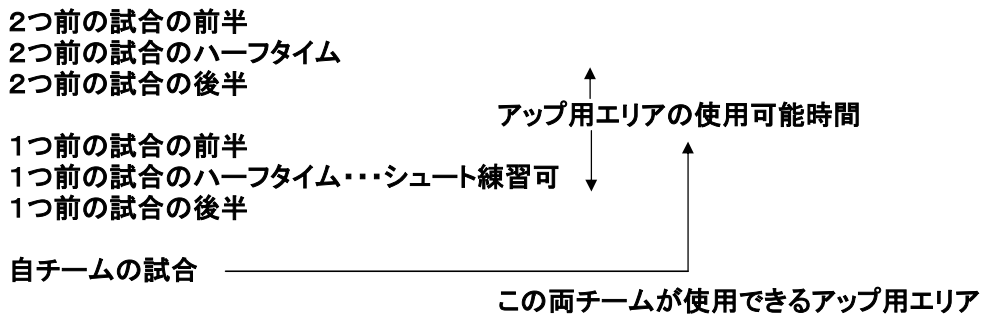 ２つ前の試合の前半
２つ前の試合のハーフタイム
２つ前の試合の後半
アップ用エリアの使用可能時間
１つ前の試合の前半
１つ前の試合のハーフタイム・・・シュート練習可
１つ前の試合の後半
自チームの試合
この両チームが使用できるアップ用エリア